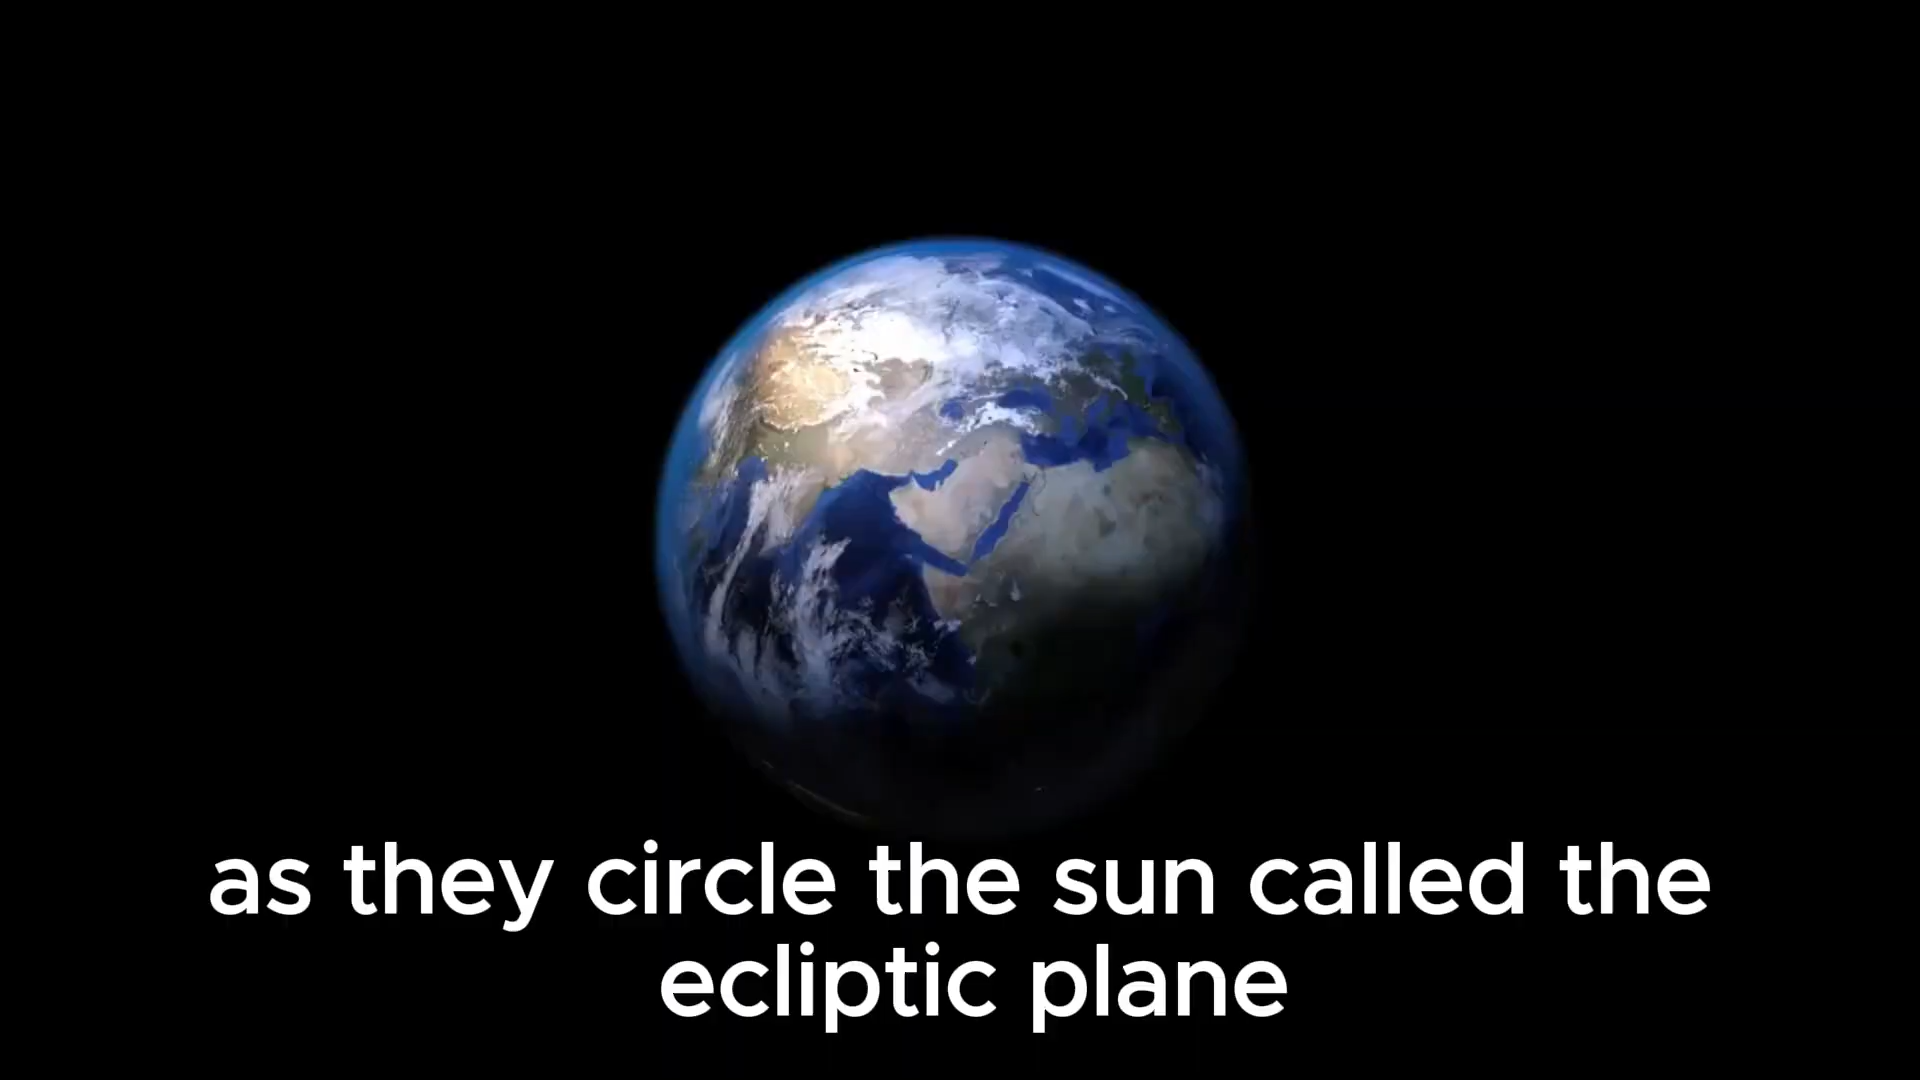 as they circle the sun called the
ecliptic plane